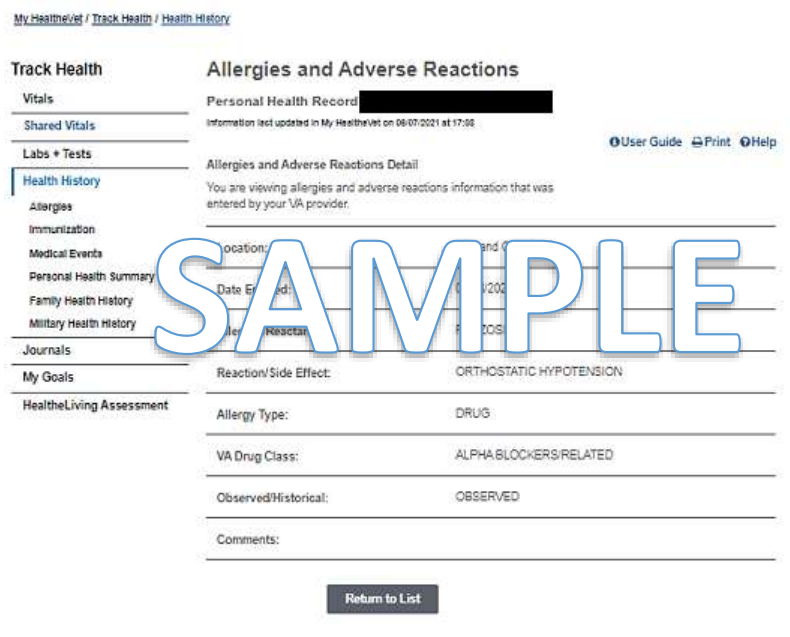 My HealtheVet / Track Health / Health History
Track Health
Vitals
Shared Vitals
Labs + Tests
Health History
Allergies
Immunization
Medical Events
Personal Health Summary
Family Health History
Military Health History
Journals
My Goals
HealtheLiving Assessment
Allergies and Adverse Reactions
Personal Health Record
Information last updated in My HealtheVet on 06/07/2021 at 17:58
User Guide Print Help
Allergies and Adverse Reactions Detail
You are viewing allergies and adverse reactions information that was
entered by your VA provider.
Location: and
Date
SAMPLE
Reaction/Side Effect: ORTHOSTATIC HYPOTENSION
Allergy Type: DRUG
VA Drug Class: ALPHA BLOCKERS/RELATED
Observed/Historical: OBSERVED
Comments:
Return to List